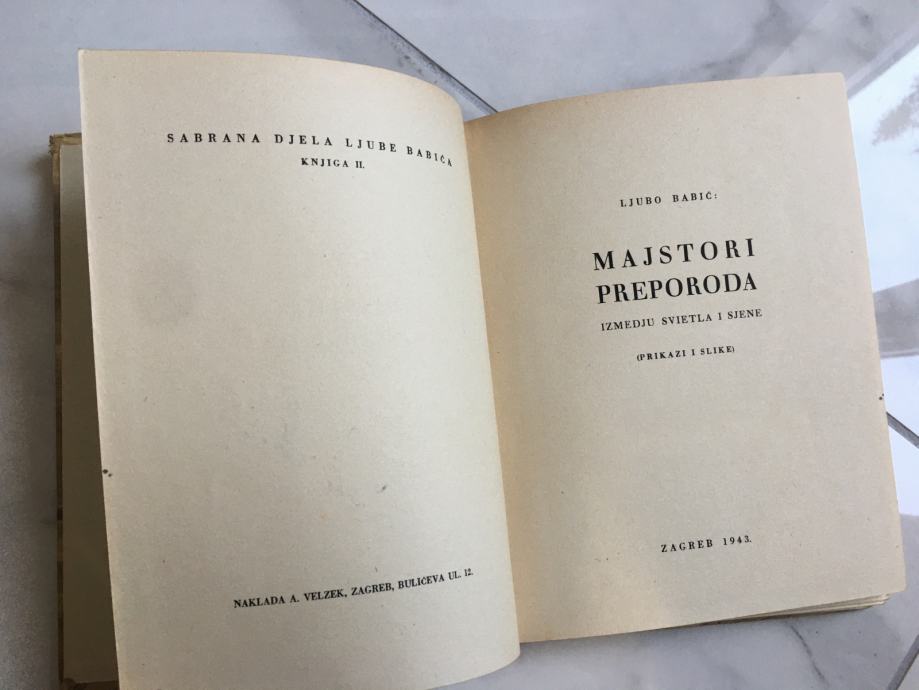 SABRANA DJELA LJUBE BABIĆA
KNJIGA II.
NAKLADA A. VELZEK, ZAGREB, BULIĆEVA UL. 12.
LJUBO BABIĆ:
MAJSTORI
PREPORODA
IZMEDJU SVIETLA I SJENE
(PRIKAZI I SLIKE)
ZAGREB 1943.